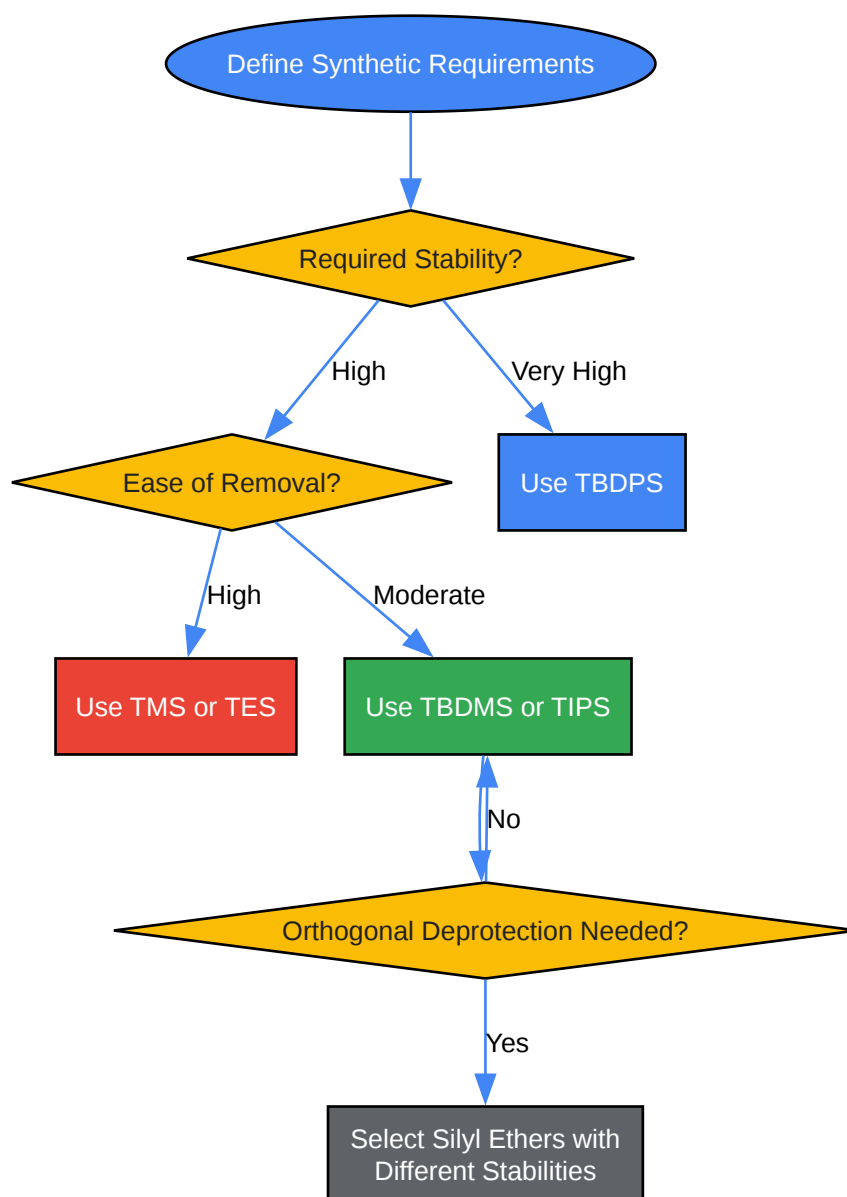 Define Synthetic Requirements
Required Stability?
High
Very High
Ease of Removal?
Use TBDPS
High
Moderate
Use TMS or TES
Use TBDMS or TIPS
No
Orthogonal Deprotection Needed?
Yes
Select Silyl Ethers with
Different Stabilities